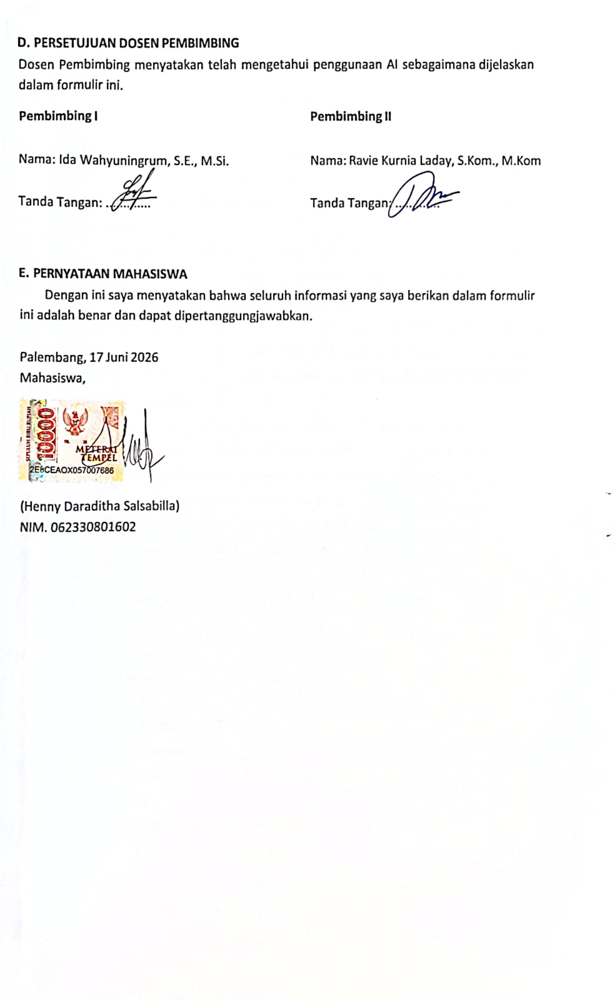 D. PERSETUJUAN DOSEN PEMBIMBING
Dosen Pembimbing menyatakan telah mengetahui penggunaan AI sebagaimana dijelaskan
dalam formulir ini.
Pembimbing I
Pembimbing II
Nama: Ida Wahyuningrum, S.E., M.Si.
Nama: Ravie Kurnia Laday, S.Kom., M.Kom
Tanda Tangan: ..............
Tanda Tangan: ..............
E. PERNYATAAN MAHASISWA
Dengan ini saya menyatakan bahwa seluruh informasi yang saya berikan dalam formulir
ini adalah benar dan dapat dipertanggungjawabkan.
Palembang, 17 Juni 2026
Mahasiswa,
SEPULUH RIBU RUPIAH
10000
TGL. 20
METERAI
TEMPEL
2E8CEAOX057007686
(Henny Daraditha Salsabilla)
NIM. 062330801602